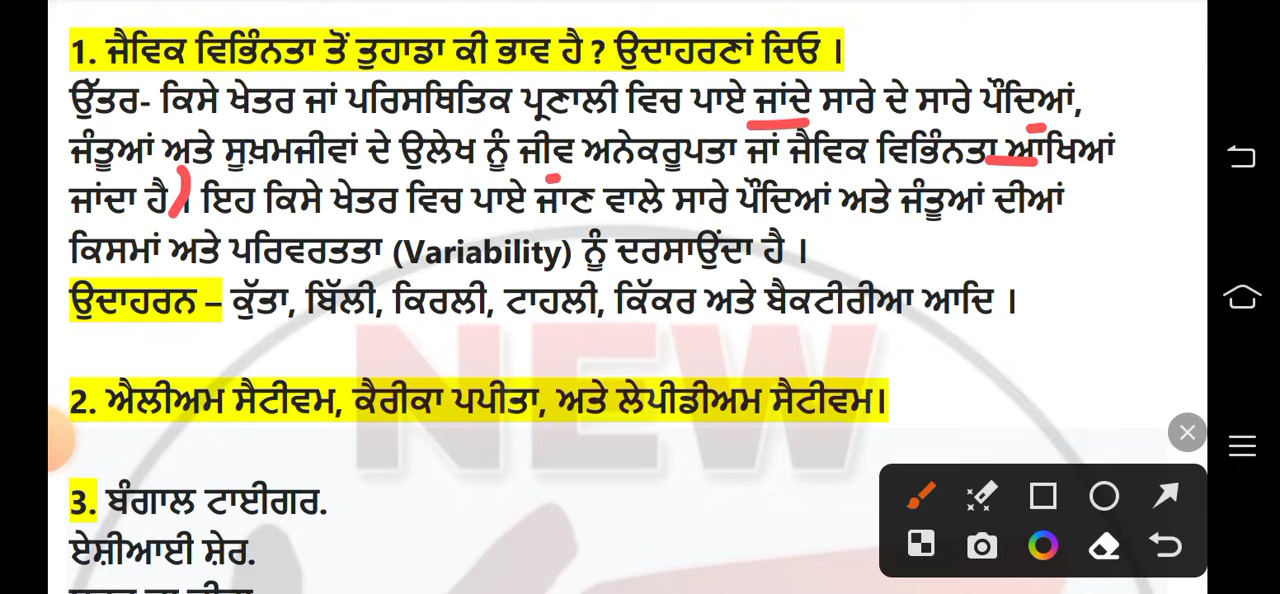 1. ਜੈਵਿਕ ਵਿਭਿੰਨਤਾ ਤੋਂ ਤੁਹਾਡਾ ਕੀ ਭਾਵ ਹੈ ? ਉਦਾਹਰਣਾਂ ਦਿਓ ।
ਉੱਤਰ- ਕਿਸੇ ਖੇਤਰ ਜਾਂ ਪਰਿਸਥਿਤਿਕ ਪ੍ਰਣਾਲੀ ਵਿਚ ਪਾਏ ਜਾਂਦੇ ਸਾਰੇ ਦੇ ਸਾਰੇ ਪੌਦਿਆਂ,
ਜੰਤੂਆਂ ਅਤੇ ਸੂਖ਼ਮਜੀਵਾਂ ਦੇ ਉਲੇਖ ਨੂੰ ਜੀਵ ਅਨੇਕਰੂਪਤਾ ਜਾਂ ਜੈਵਿਕ ਵਿਭਿੰਨਤਾ ਆਖਿਆਂ
ਜਾਂਦਾ ਹੈ । ਇਹ ਕਿਸੇ ਖੇਤਰ ਵਿਚ ਪਾਏ ਜਾਣ ਵਾਲੇ ਸਾਰੇ ਪੌਦਿਆਂ ਅਤੇ ਜੰਤੂਆਂ ਦੀਆਂ
ਕਿਸਮਾਂ ਅਤੇ ਪਰਿਵਰਤਤਾ (Variability) ਨੂੰ ਦਰਸਾਉਂਦਾ ਹੈ ।
ਉਦਾਹਰਨ – ਕੁੱਤਾ, ਬਿੱਲੀ, ਕਿਰਲੀ, ਟਾਹਲੀ, ਕਿੱਕਰ ਅਤੇ ਬੈਕਟੀਰੀਆ ਆਦਿ ।
NEW
2. ਐਲੀਅਮ ਸੈਟੀਵਮ, ਕੈਰੀਕਾ ਪਪੀਤਾ, ਅਤੇ ਲੇਪੀਡੀਅਮ ਸੈਟੀਵਮ।
3. ਬੰਗਾਲ ਟਾਈਗਰ.
ਏਸ਼ੀਆਈ ਸ਼ੇਰ.